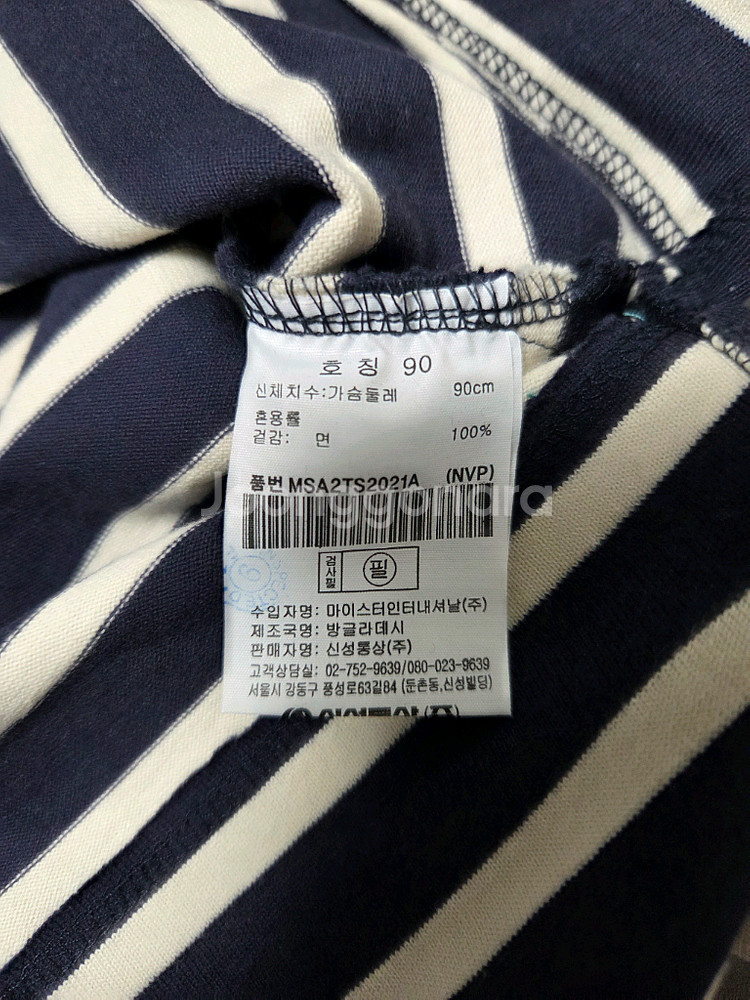 호칭 90
신체치수:가슴둘레 90cm
혼용률
겉감: 면 100%
품번 MSA2TS2021A (NVP)
Joonggonara
검사필 필
수입자명: 마이스터인터내셔날(주)
제조국명: 방글라데시
판매자명: 신성통상(주)
고객상담실: 02-752-9639/080-023-9639
서울시 강동구 풍성로63길84 (둔촌동,신성빌딩)